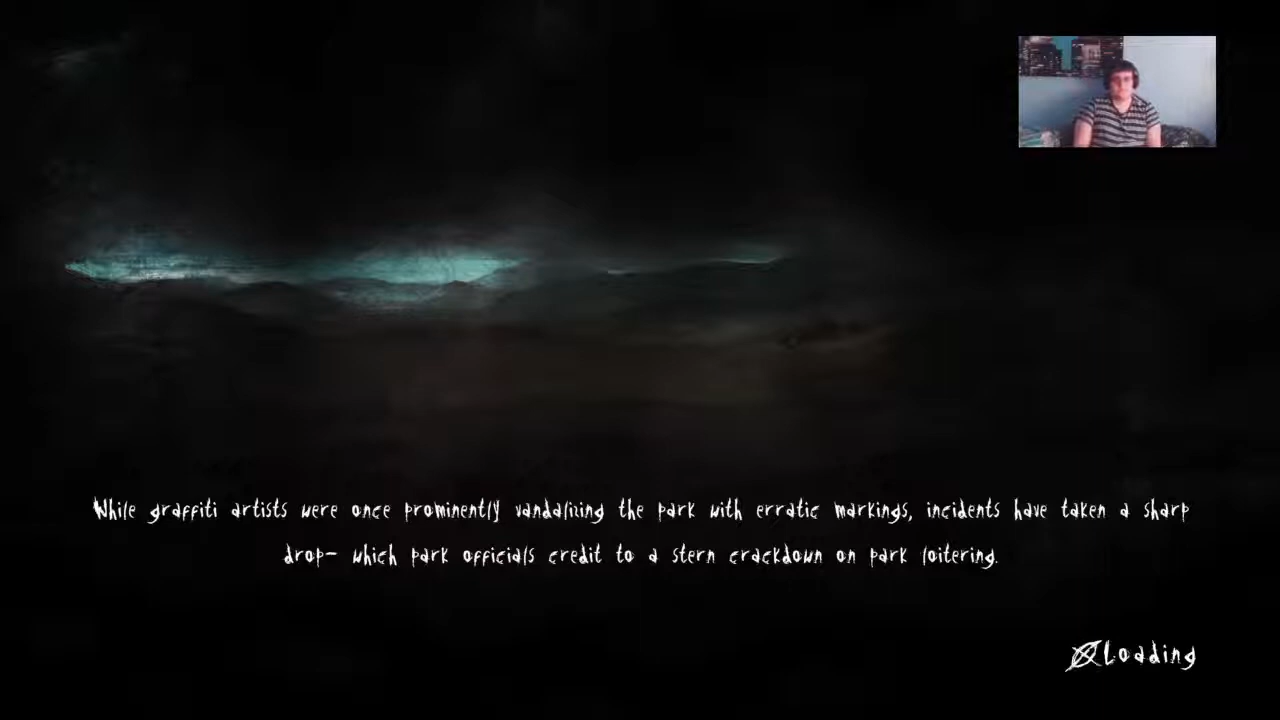 While graffiti artists were once prominently vandalizing the park with erratic markings, incidents have taken a sharp
drop- which park officials credit to a stern crackdown on park loitering.
Loading